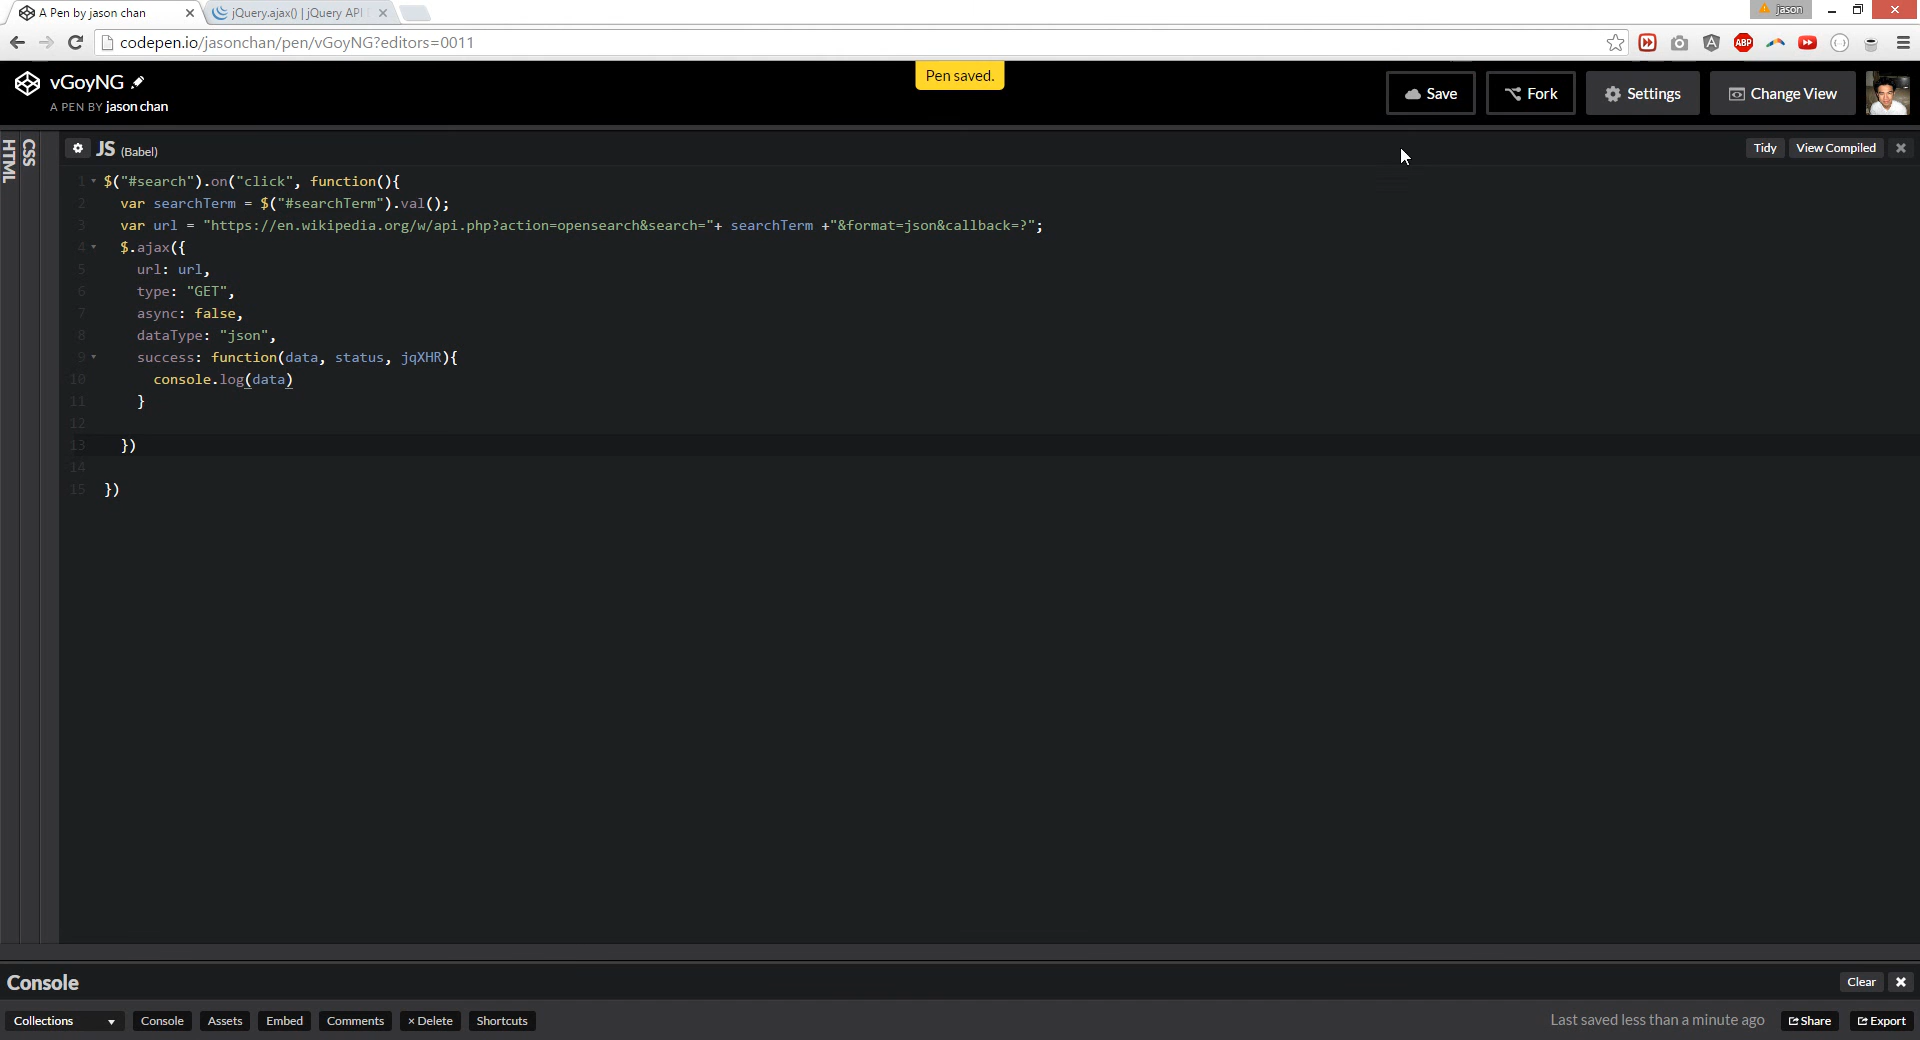 A Pen by jason chan
jQuery.ajax() | jQuery API
jason
codepen.io/jasonchan/pen/vGoyNG?editors=0011
ABP
vGoyNG
Pen saved.
Save
Fork
Settings
Change View
A PEN BY jason chan
HTML
CSS
JS (Babel)
Tidy
View Compiled
1 $("#search").on("click", function(){
2 var searchTerm = $("#searchTerm").val();
3 var url = "https://en.wikipedia.org/w/api.php?action=opensearch&search="+ searchTerm +"&format=json&callback=?";
4 $.ajax({
5 url: url,
6 type: "GET",
7 async: false,
8 dataType: "json",
9 success: function(data, status, jqXHR){
10 console.log(data)
11 }
12
13 })
14
15 })
Console
Clear
Collections
Console
Assets
Embed
Comments
× Delete
Shortcuts
Last saved less than a minute ago
Share
Export